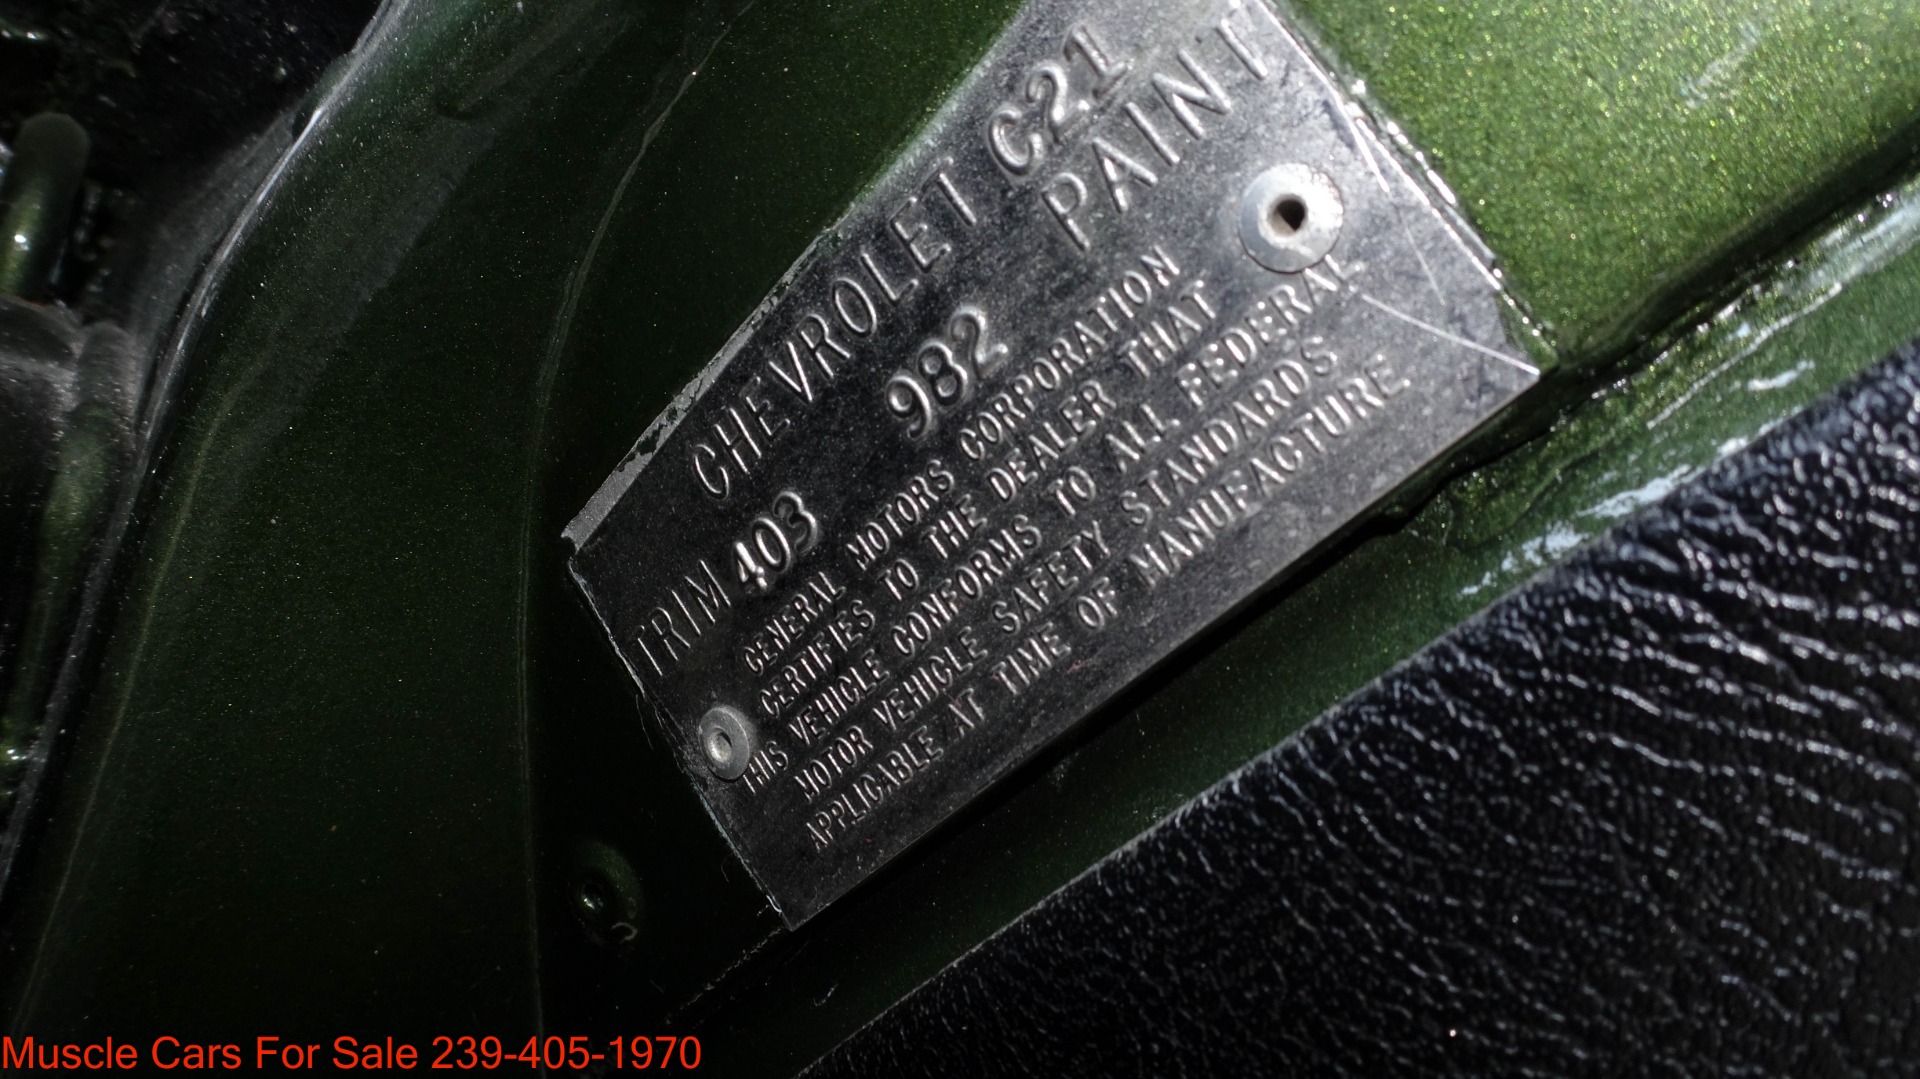 CHEVROLET C21
982 PAINT
TRIM 403
GENERAL MOTORS CORPORATION
CERTIFIES TO THE DEALER THAT
THIS VEHICLE CONFORMS TO ALL FEDERAL
MOTOR VEHICLE SAFETY STANDARDS
APPLICABLE AT TIME OF MANUFACTURE
Muscle Cars For Sale 239-405-1970